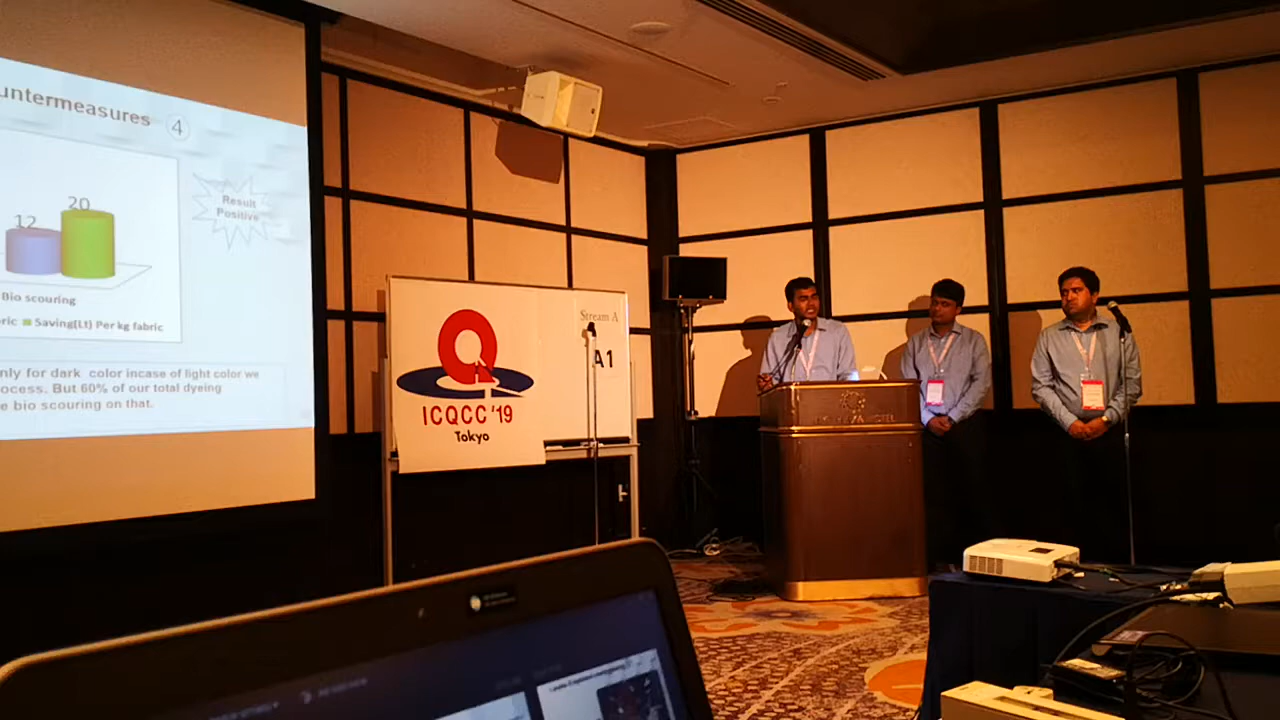 untermeasures 4
12
20
Result
Positive
Bio scouring
ric Saving(Lt) Per kg fabric
nly for dark color incase of light color we
ocess. But 60% of our total dyeing
e bio scouring on that.
ICQCC '19
Tokyo
Stream A
A1